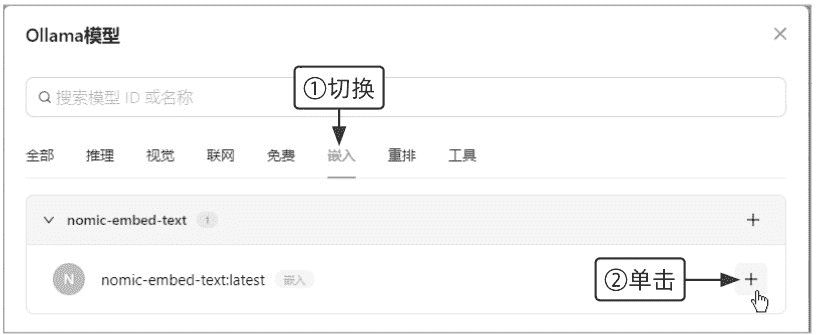 Ollama模型
搜索模型 ID 或名称
①切换
全部 推理 视觉 联网 免费 嵌入 重排 工具
nomic-embed-text 1
N nomic-embed-text:latest 嵌入
②单击